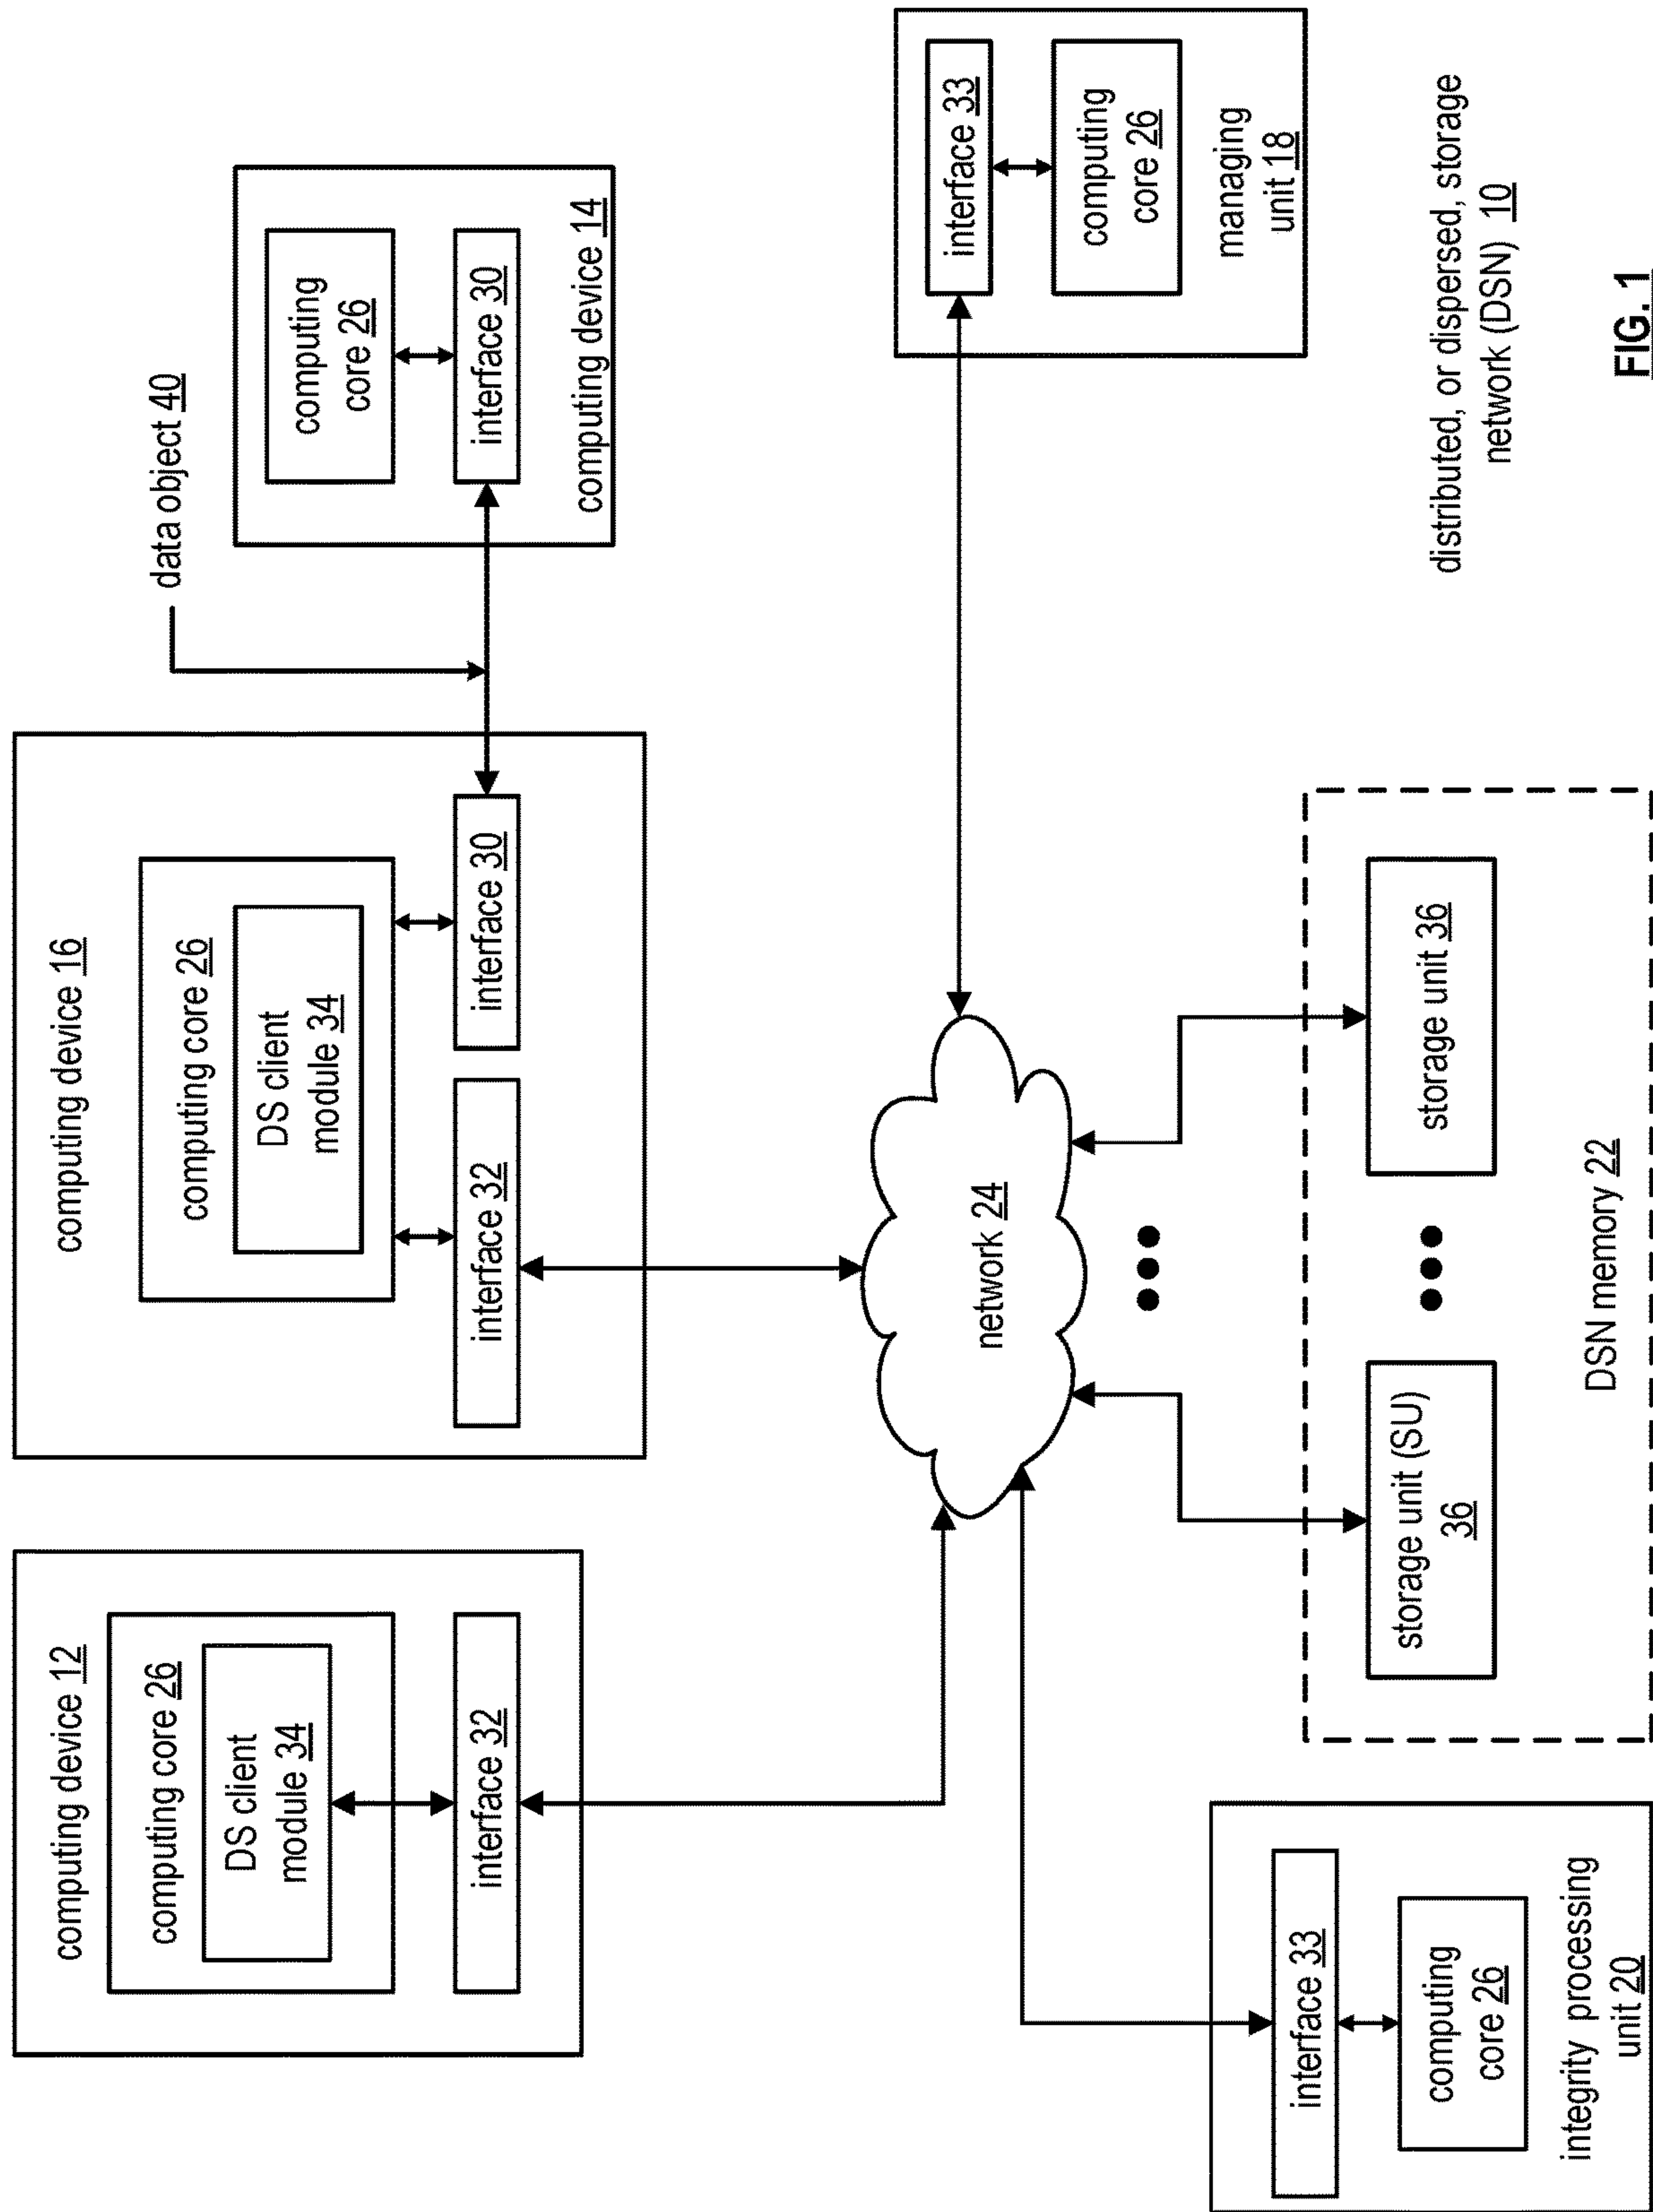 computing device 12
computing core 26
DS client
module 34
interface 32
computing device 16
computing core 26
DS client
module 34
interface 32
interface 30
data object 40
computing
core 26
interface 30
computing device 14
network 24
interface 33
computing
core 26
managing
unit 18
interface 33
computing
core 26
integrity processing
unit 20
storage unit (SU)
36
storage unit 36
DSN memory 22
distributed, or dispersed, storage
network (DSN) 10
FIG. 1